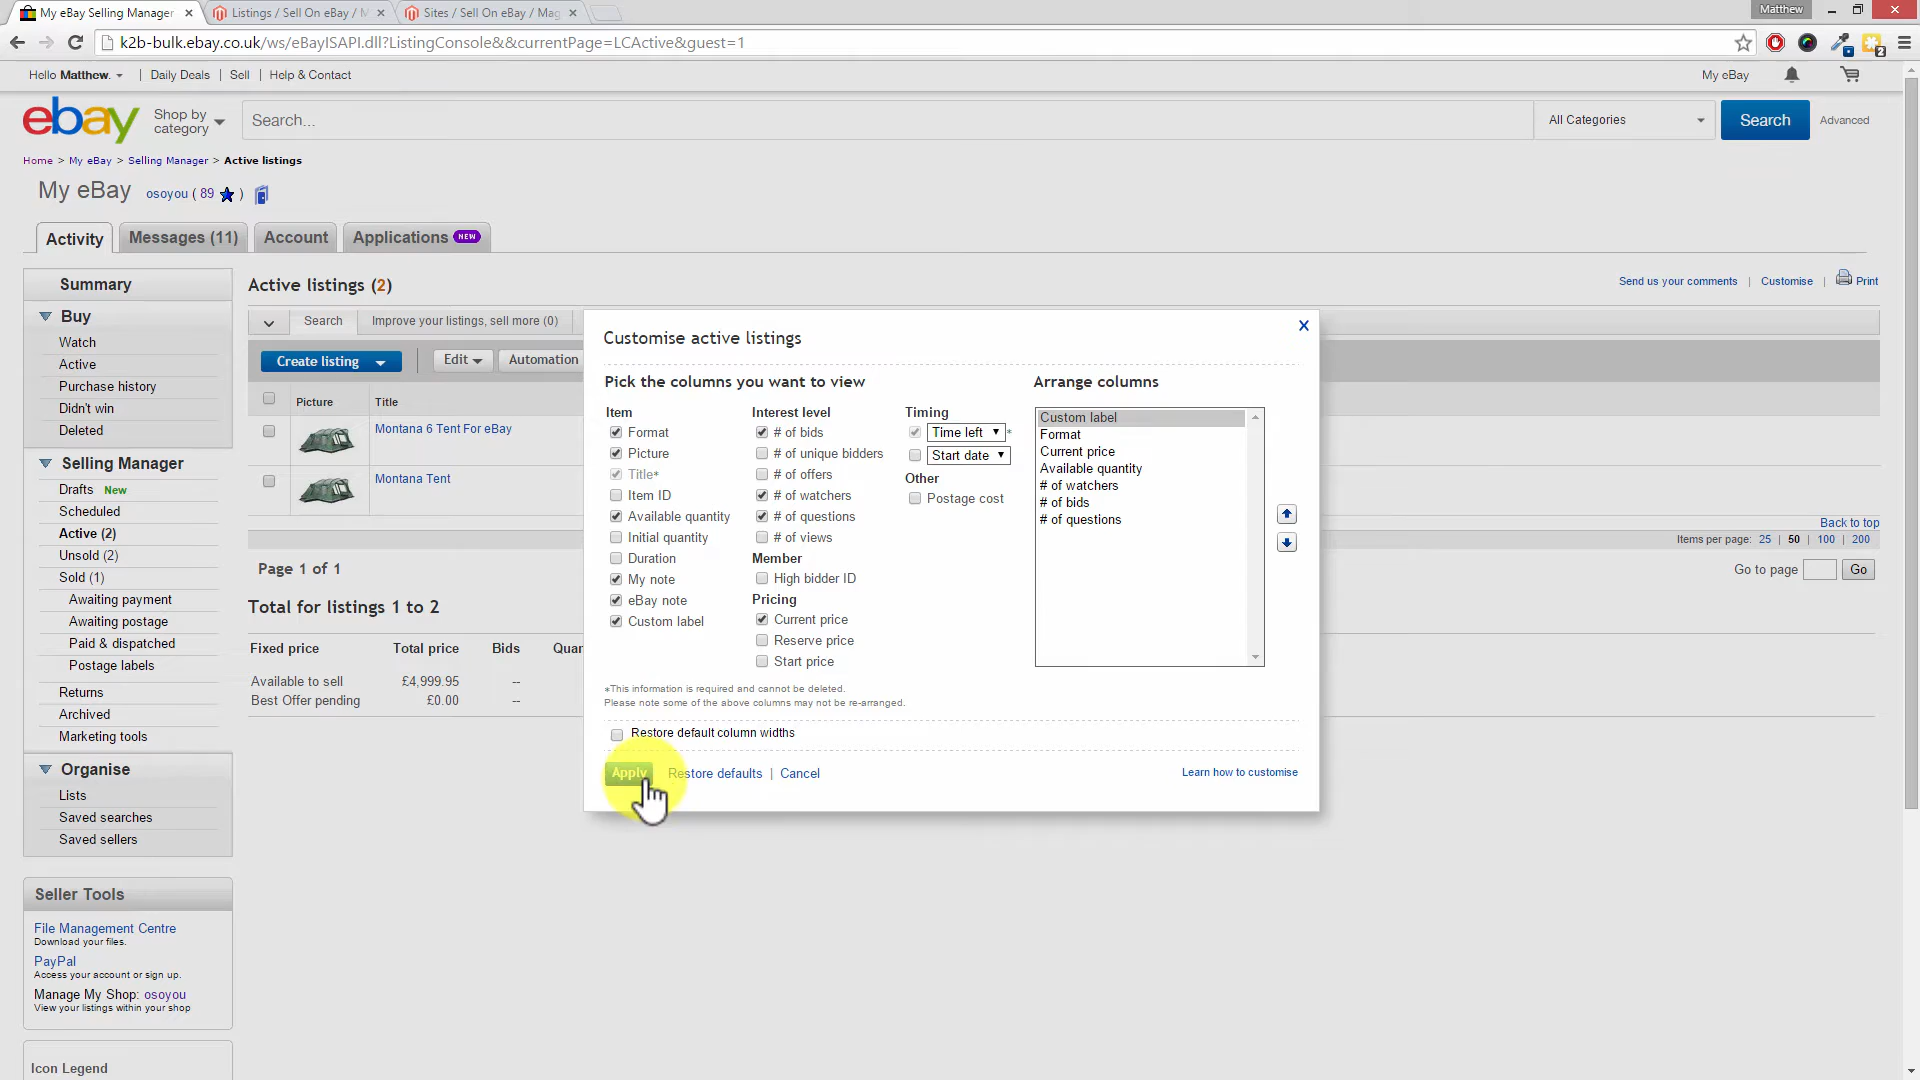 My eBay Selling Manager
Listings / Sell On eBay / M
Sites / Sell On eBay / Mag
Matthew
k2b-bulk.ebay.co.uk/ws/eBayISAPI.dll?ListingConsole&&currentPage=LCActive&guest=1
2
Hello Matthew. | Daily Deals | Sell | Help & Contact
My eBay
ebay
Shop by category
Search...
All Categories
Search
Advanced
Home > My eBay > Selling Manager > Active listings
My eBay osoyou ( 89 )
Activity
Messages (11)
Account
Applications NEW
Summary
Buy
Watch
Active
Purchase history
Didn't win
Deleted
Selling Manager
Drafts New
Scheduled
Active (2)
Unsold (2)
Sold (1)
Awaiting payment
Awaiting postage
Paid & dispatched
Postage labels
Returns
Archived
Marketing tools
Organise
Lists
Saved searches
Saved sellers
Seller Tools
File Management Centre
Download your files.
PayPal
Access your account or sign up.
Manage My Shop: osoyou
View your listings within your shop
Icon Legend
Active listings (2)
Send us your comments | Customise | Print
Search
Improve your listings, sell more (0)
Create listing
Edit
Automation
Picture Title
Montana 6 Tent For eBay
Montana Tent
Back to top
Items per page: 25 | 50 | 100 | 200
Page 1 of 1
Go to page Go
Total for listings 1 to 2
Fixed price Total price Bids Quan
Available to sell £4,999.95 --
Best Offer pending £0.00 --
Customise active listings
X
Pick the columns you want to view
Item
Format
Picture
Title*
Item ID
Available quantity
Initial quantity
Duration
My note
eBay note
Custom label
Interest level
# of bids
# of unique bidders
# of offers
# of watchers
# of questions
# of views
Member
High bidder ID
Pricing
Current price
Reserve price
Start price
Timing
Time left *
Start date
Other
Postage cost
Arrange columns
Custom label
Format
Current price
Available quantity
# of watchers
# of bids
# of questions
*This information is required and cannot be deleted.
Please note some of the above columns may not be re-arranged.
Restore default column widths
Apply Restore defaults | Cancel
Learn how to customise